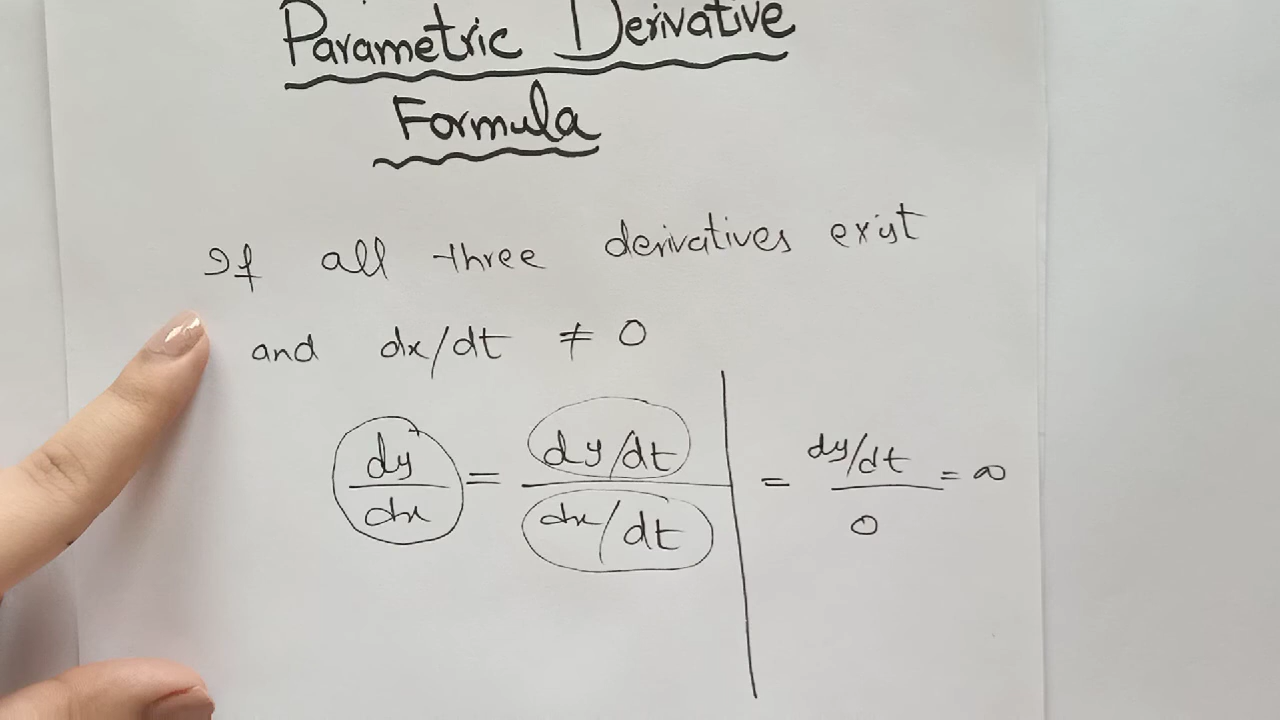 Parametric Derivative
Formula
If all three derivatives exist
and dx/dt ≠ 0
dy/dx = (dy/dt)/(dx/dt) | = (dy/dt)/0 = ∞